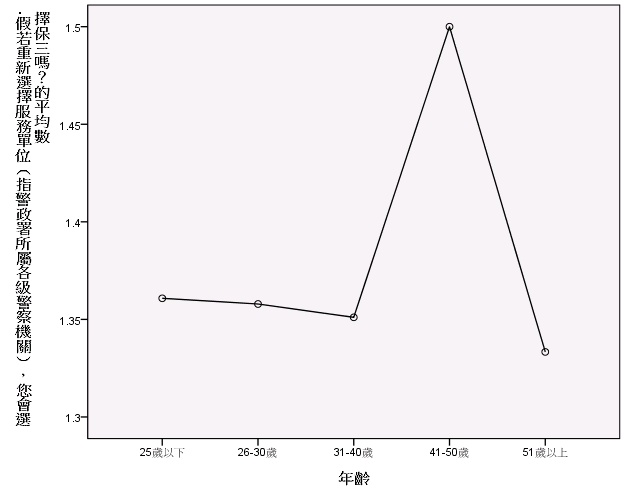 ．假若重新選擇服務單位（指警政署所屬各級警察機關），您會選
擇保三嗎？的平均數
1.5
1.45
1.4
1.35
1.3
25歲以下 26-30歲 31-40歲 41-50歲 51歲以上
年齡